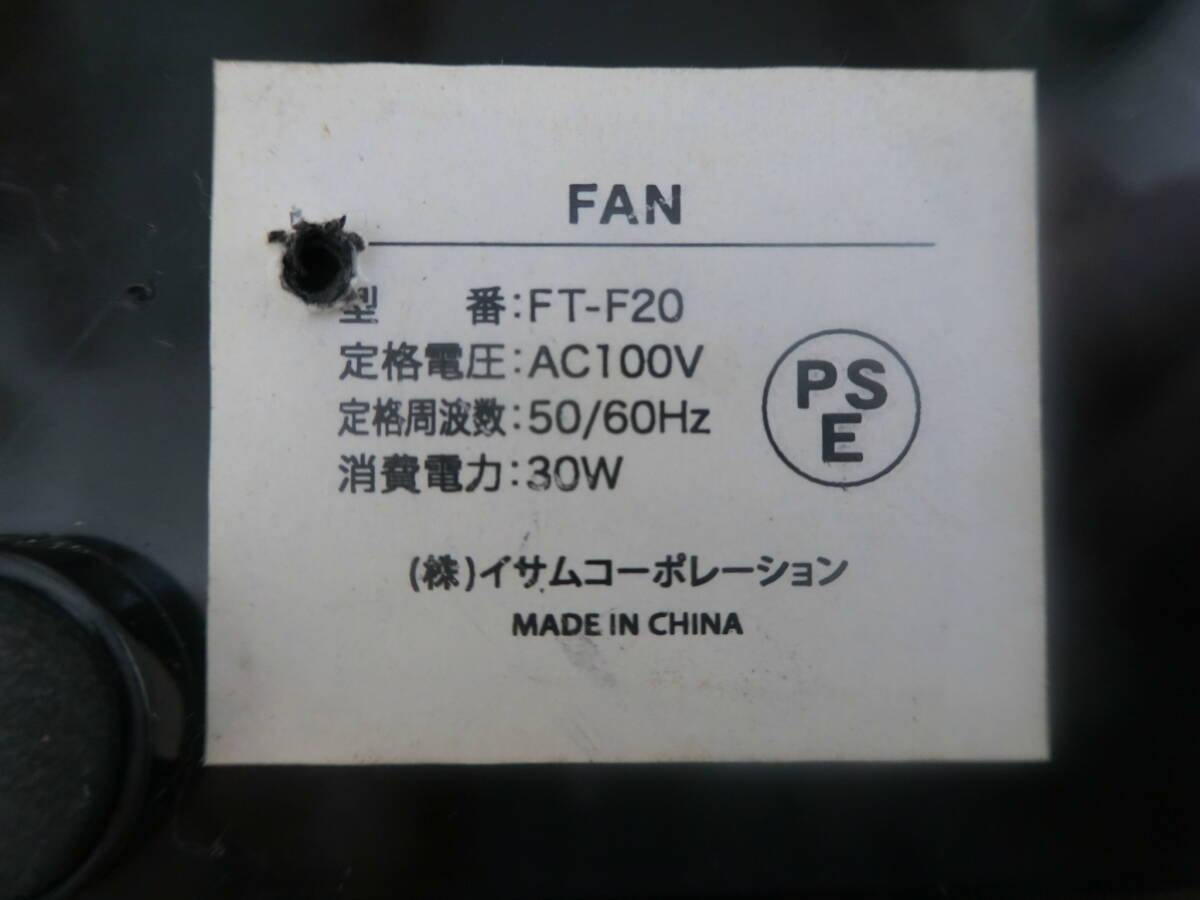 FAN
型 番:FT-F20
定格電圧:AC100V
定格周波数:50/60Hz
消費電力:30W
PS
E
(株)イサムコーポレーション
MADE IN CHINA